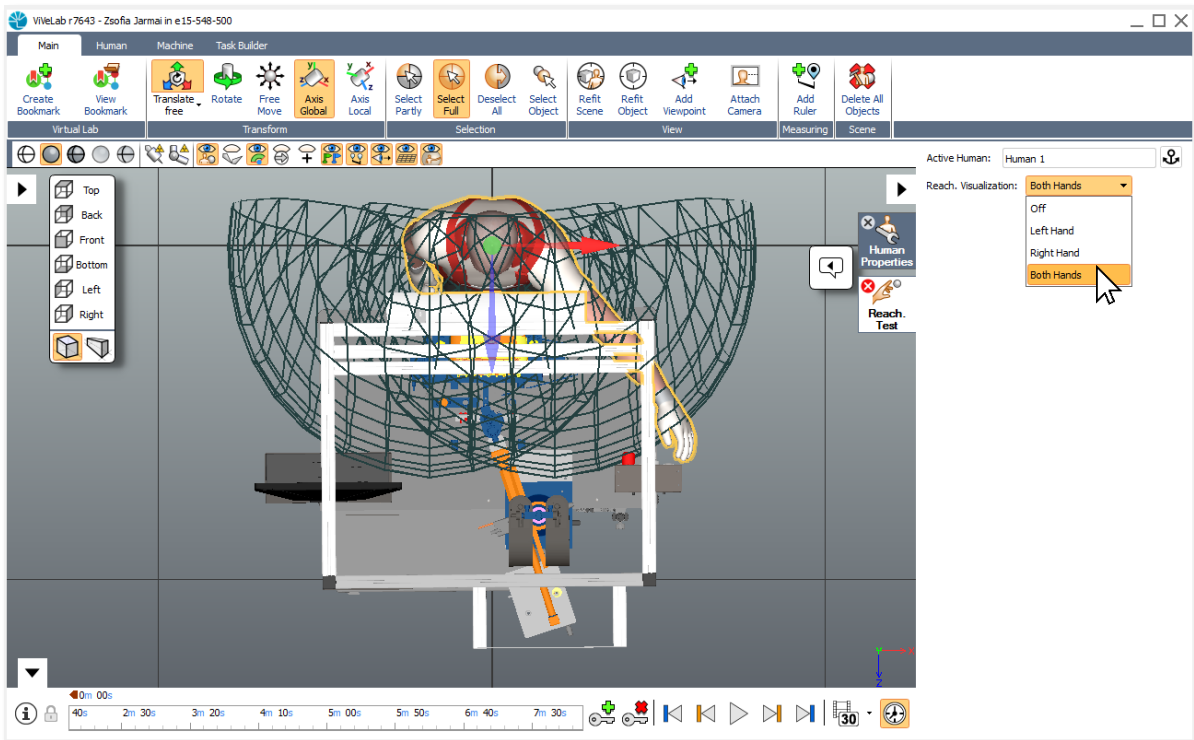 ViVeLab r7643 - Zsofia Jarmai in e15-548-500
Main Human Machine Task Builder
Create Bookmark
View Bookmark
Translate free
Rotate
Free Move
Axis Global
Axis Local
Select Partly
Select Full
Deselect All
Select Object
Refit Scene
Refit Object
Add Viewpoint
Attach Camera
Add Ruler
Delete All Objects
Virtual Lab
Transform
Selection
View
Measuring
Scene
Top
Back
Front
Bottom
Left
Right
Human Properties
Reach. Test
Active Human: Human 1
Reach. Visualization: Both Hands
Off
Left Hand
Right Hand
Both Hands
Z
0m 00s
40s 2m 30s 3m 20s 4m 10s 5m 00s 5m 50s 6m 40s 7m 30s
30